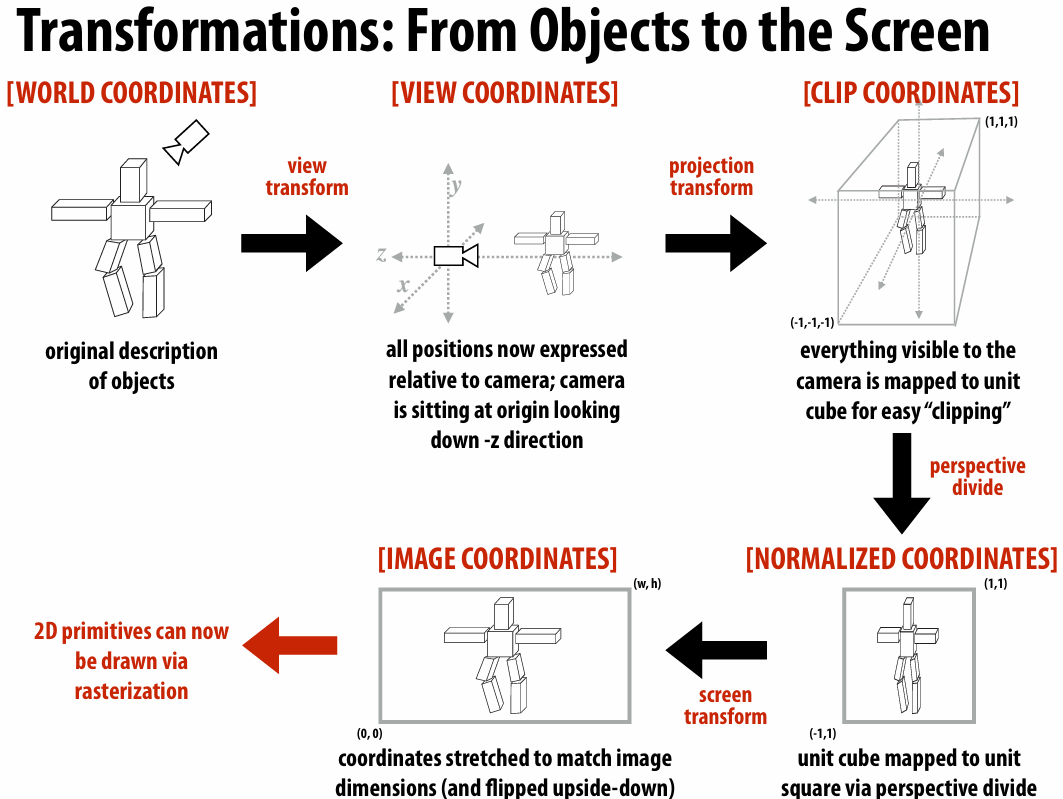 Transformations: From Objects to the Screen
[WORLD COORDINATES]
original description
of objects
view
transform
[VIEW COORDINATES]
y
z
x
all positions now expressed
relative to camera; camera
is sitting at origin looking
down -z direction
projection
transform
[CLIP COORDINATES]
(1,1,1)
(-1,-1,-1)
everything visible to the
camera is mapped to unit
cube for easy “clipping”
perspective
divide
[NORMALIZED COORDINATES]
(1,1)
(-1,1)
unit cube mapped to unit
square via perspective divide
screen
transform
[IMAGE COORDINATES]
(w, h)
(0, 0)
coordinates stretched to match image
dimensions (and flipped upside-down)
2D primitives can now
be drawn via
rasterization